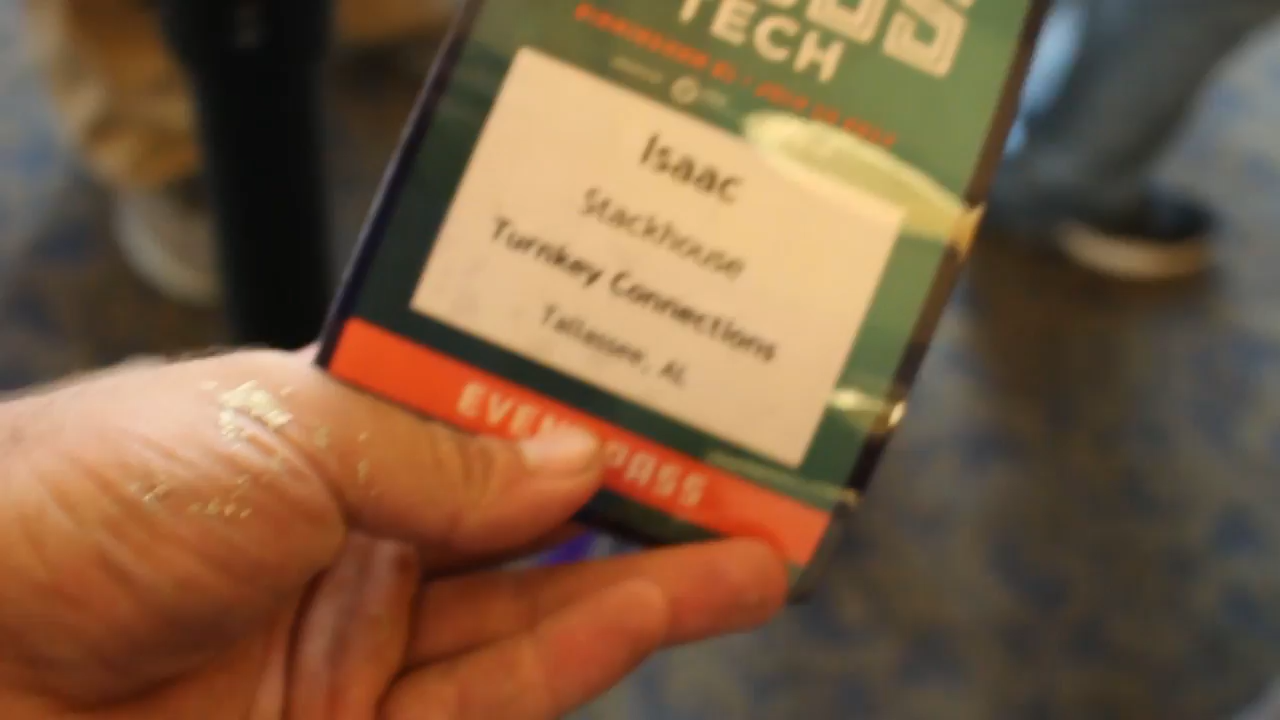 TECH
Isaac
Stackhouse
Turnkey Connections
Tallassee, AL
EVENT PASS